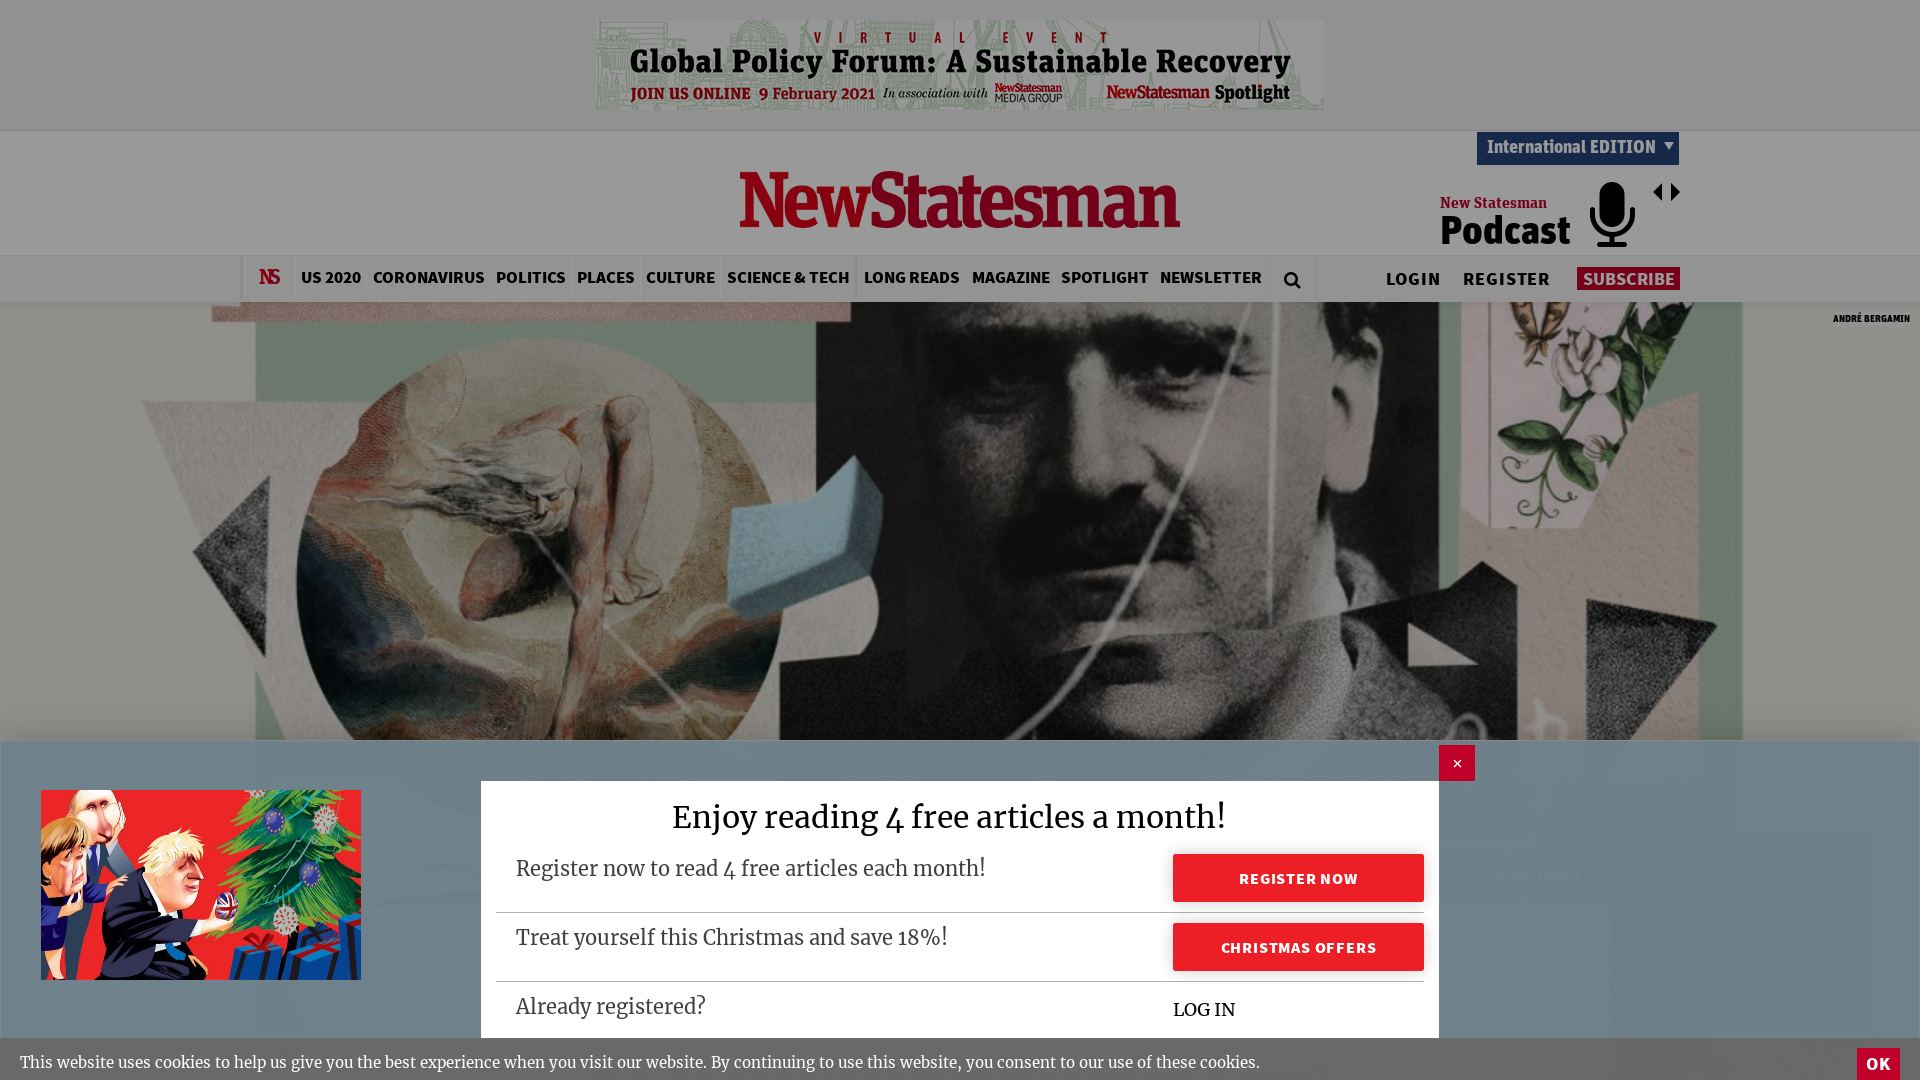 VIRTUAL EVENT
Global Policy Forum: A Sustainable Recovery
JOIN US ONLINE 9 February 2021 In association with NewStatesman MEDIA GROUP NewStatesman Spotlight
International EDITION
NewStatesman
New Statesman
Podcast
NS US 2020 CORONAVIRUS POLITICS PLACES CULTURE SCIENCE & TECH LONG READS MAGAZINE SPOTLIGHT NEWSLETTER LOGIN REGISTER SUBSCRIBE
ANDRÉ BERGAMIN
×
Enjoy reading 4 free articles a month!
Register now to read 4 free articles each month! REGISTER NOW
Treat yourself this Christmas and save 18%! CHRISTMAS OFFERS
Already registered? LOG IN
This website uses cookies to help us give you the best experience when you visit our website. By continuing to use this website, you consent to our use of these cookies. OK